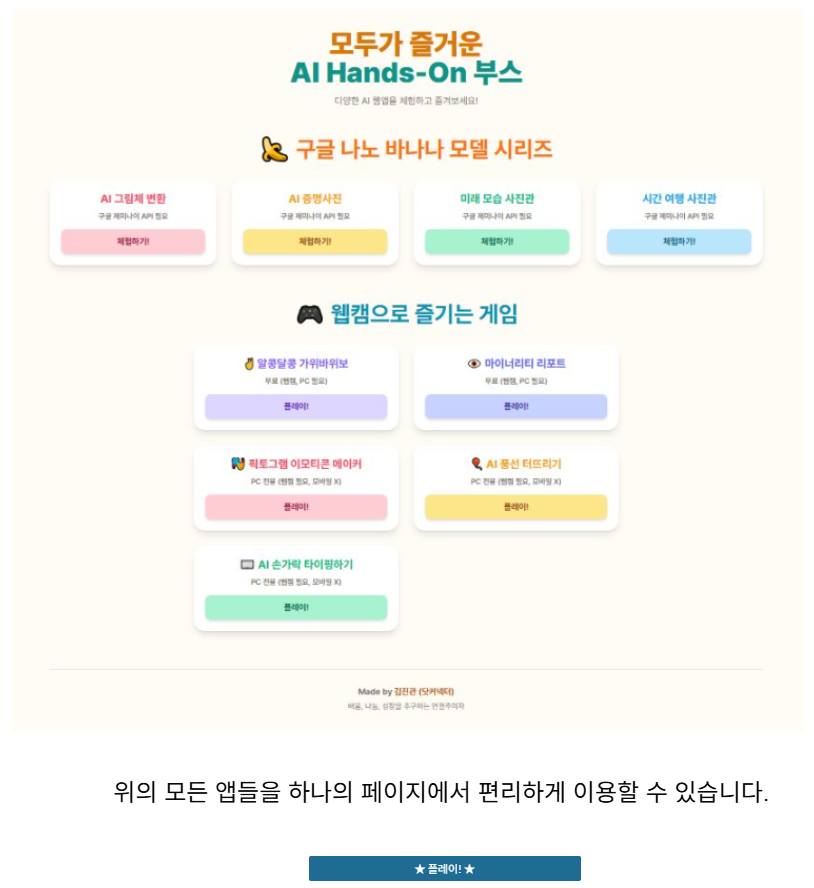 모두가 즐거운
AI Hands-On 부스
다양한 AI 웹앱을 체험하고 즐겨보세요!
구글 나노 바나나 모델 시리즈
AI 그림체 변환
구글 제미나이 API 필요
체험하기!
AI 증명사진
구글 제미나이 API 필요
체험하기!
미래 모습 사진관
구글 제미나이 API 필요
체험하기!
시간 여행 사진관
구글 제미나이 API 필요
체험하기!
웹캠으로 즐기는 게임
알콩달콩 가위바위보
무료 (웹캠, PC 필요)
플레이!
마이너리티 리포트
무료 (웹캠, PC 필요)
플레이!
픽토그램 이모티콘 메이커
PC 전용 (웹캠 필요, 모바일 X)
플레이!
AI 풍선 터뜨리기
PC 전용 (웹캠 필요, 모바일 X)
플레이!
AI 손가락 타이핑하기
PC 전용 (웹캠 필요, 모바일 X)
플레이!
Made by 김진관 (닷커넥터)
배움, 나눔, 성장을 추구하는 연결주의자
위의 모든 앱들을 하나의 페이지에서 편리하게 이용할 수 있습니다.
★ 플레이! ★